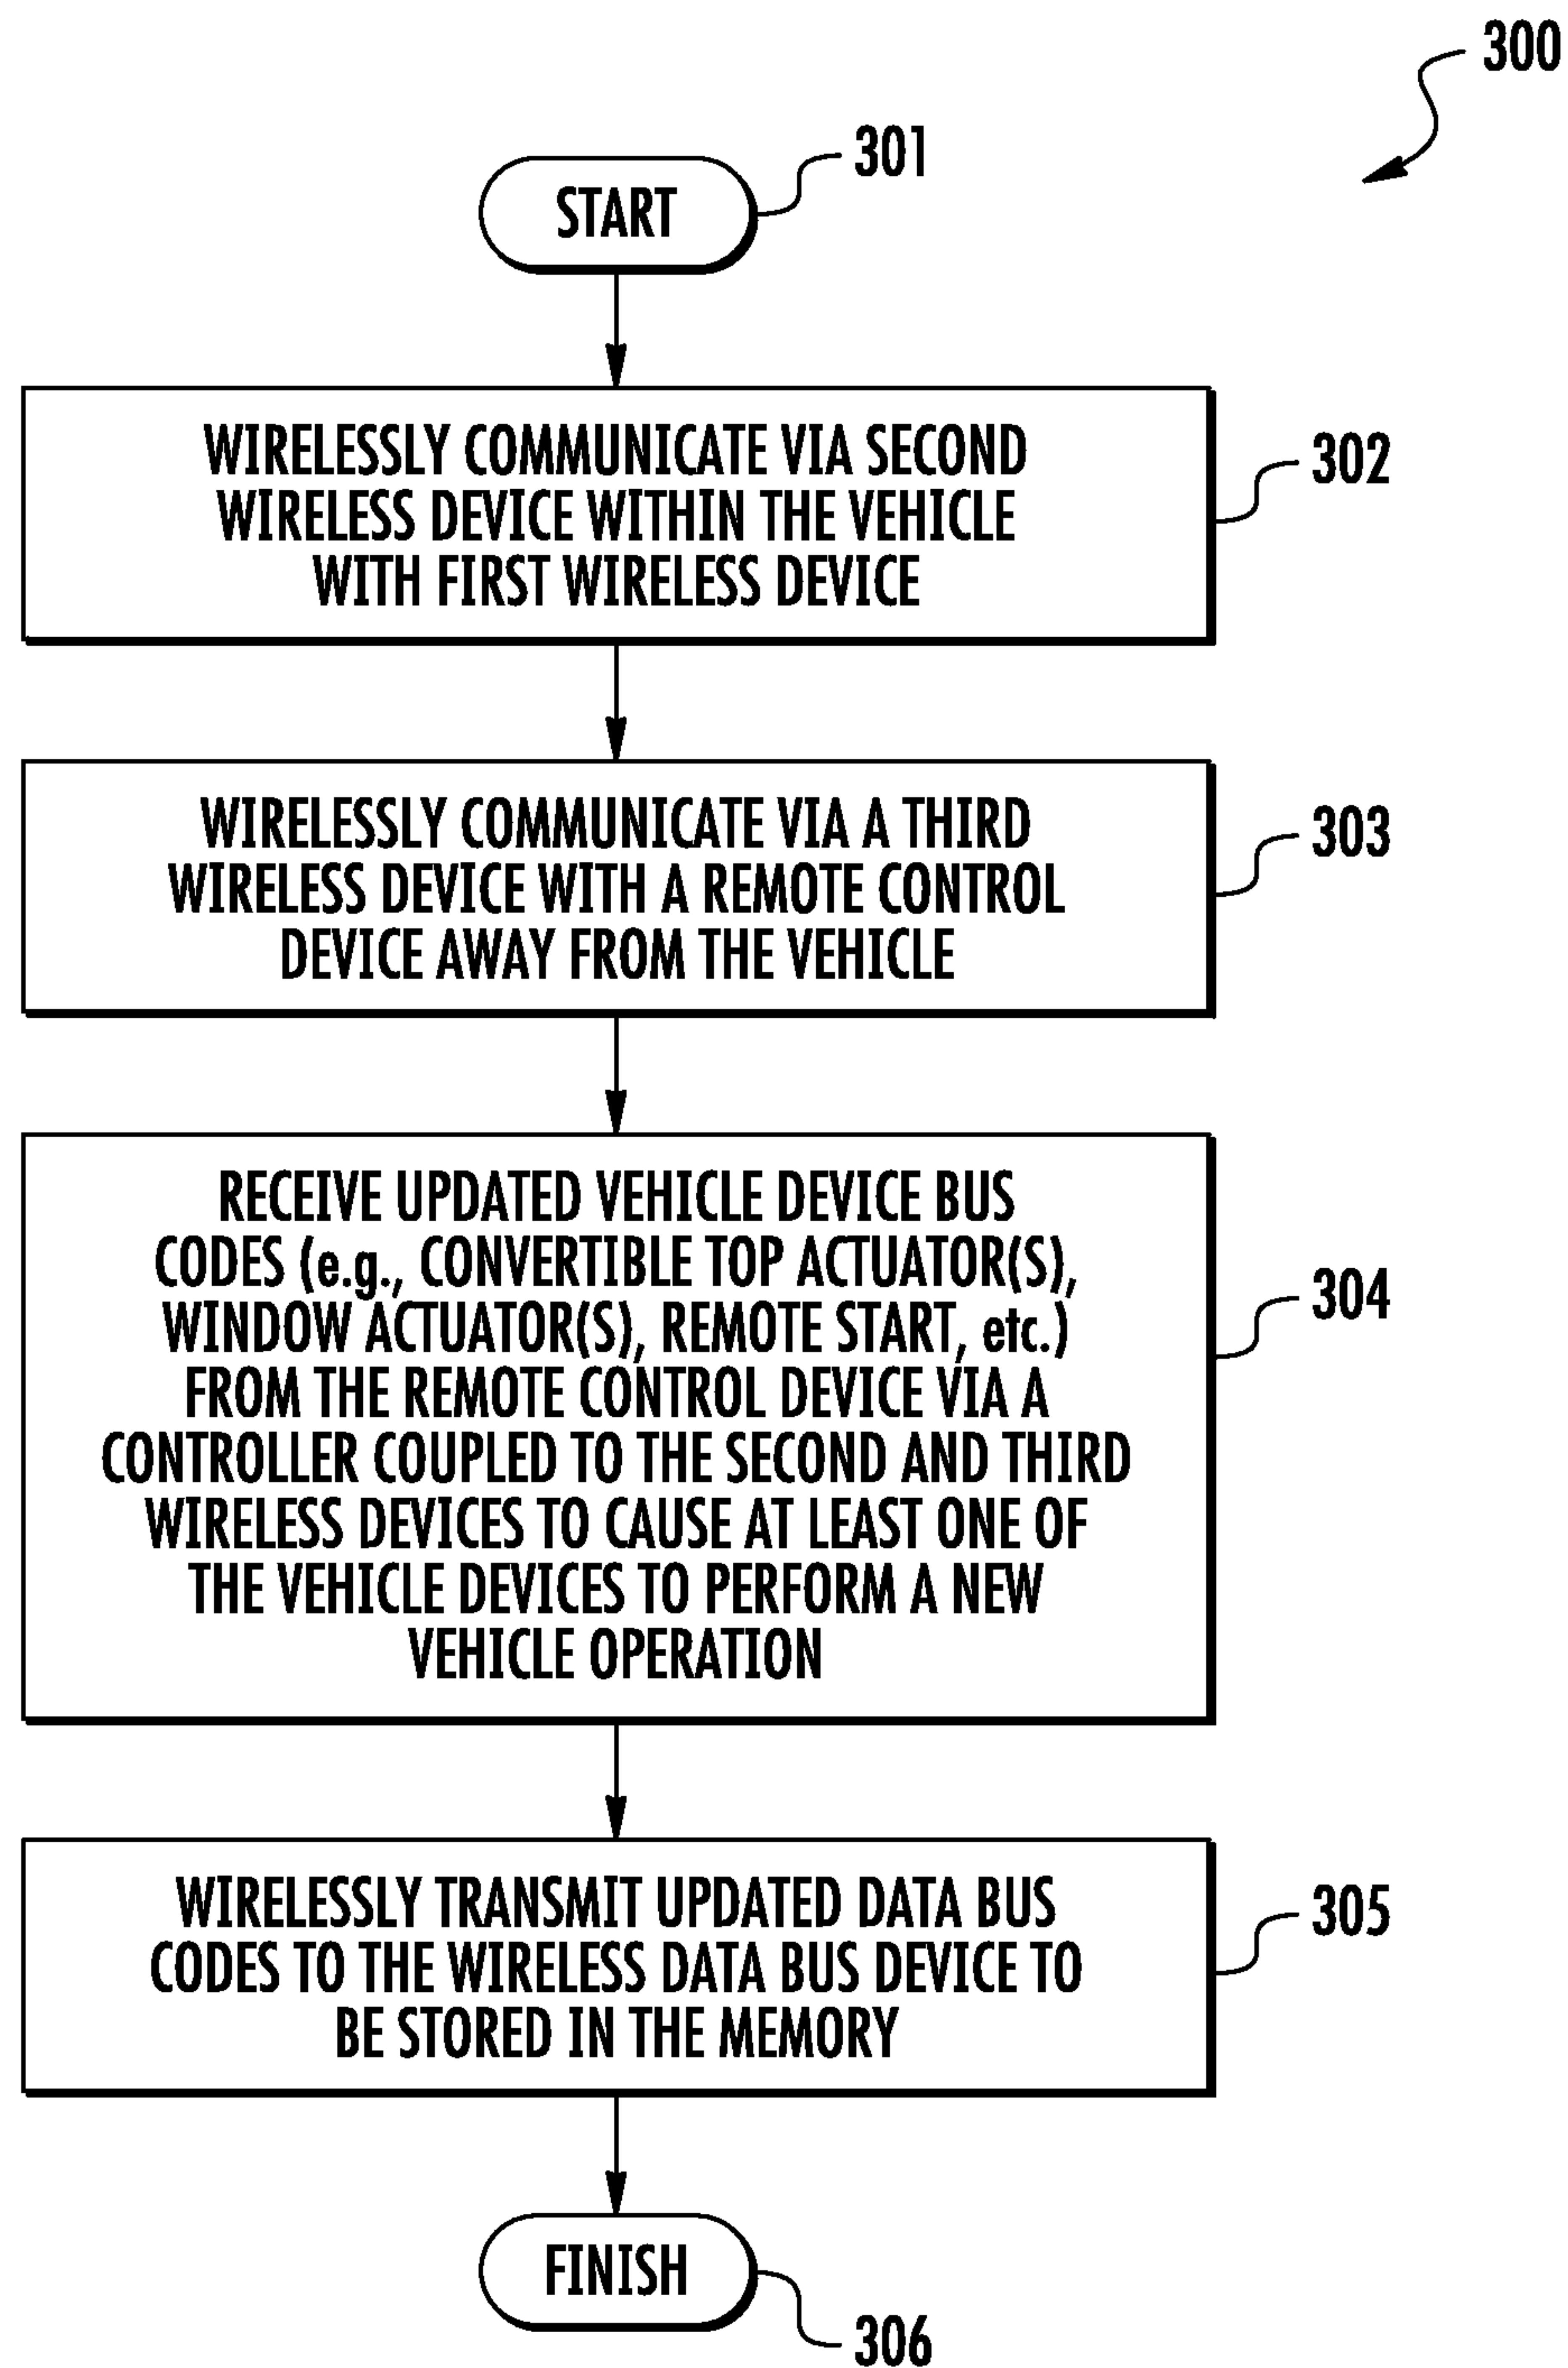 300
301
START
WIRELESSLY COMMUNICATE VIA SECOND
WIRELESS DEVICE WITHIN THE VEHICLE
WITH FIRST WIRELESS DEVICE
302
WIRELESSLY COMMUNICATE VIA A THIRD
WIRELESS DEVICE WITH A REMOTE CONTROL
DEVICE AWAY FROM THE VEHICLE
303
RECEIVE UPDATED VEHICLE DEVICE BUS
CODES (e.g., CONVERTIBLE TOP ACTUATOR(S),
WINDOW ACTUATOR(S), REMOTE START, etc.)
FROM THE REMOTE CONTROL DEVICE VIA A
CONTROLLER COUPLED TO THE SECOND AND THIRD
WIRELESS DEVICES TO CAUSE AT LEAST ONE OF
THE VEHICLE DEVICES TO PERFORM A NEW
VEHICLE OPERATION
304
WIRELESSLY TRANSMIT UPDATED DATA BUS
CODES TO THE WIRELESS DATA BUS DEVICE TO
BE STORED IN THE MEMORY
305
FINISH
306